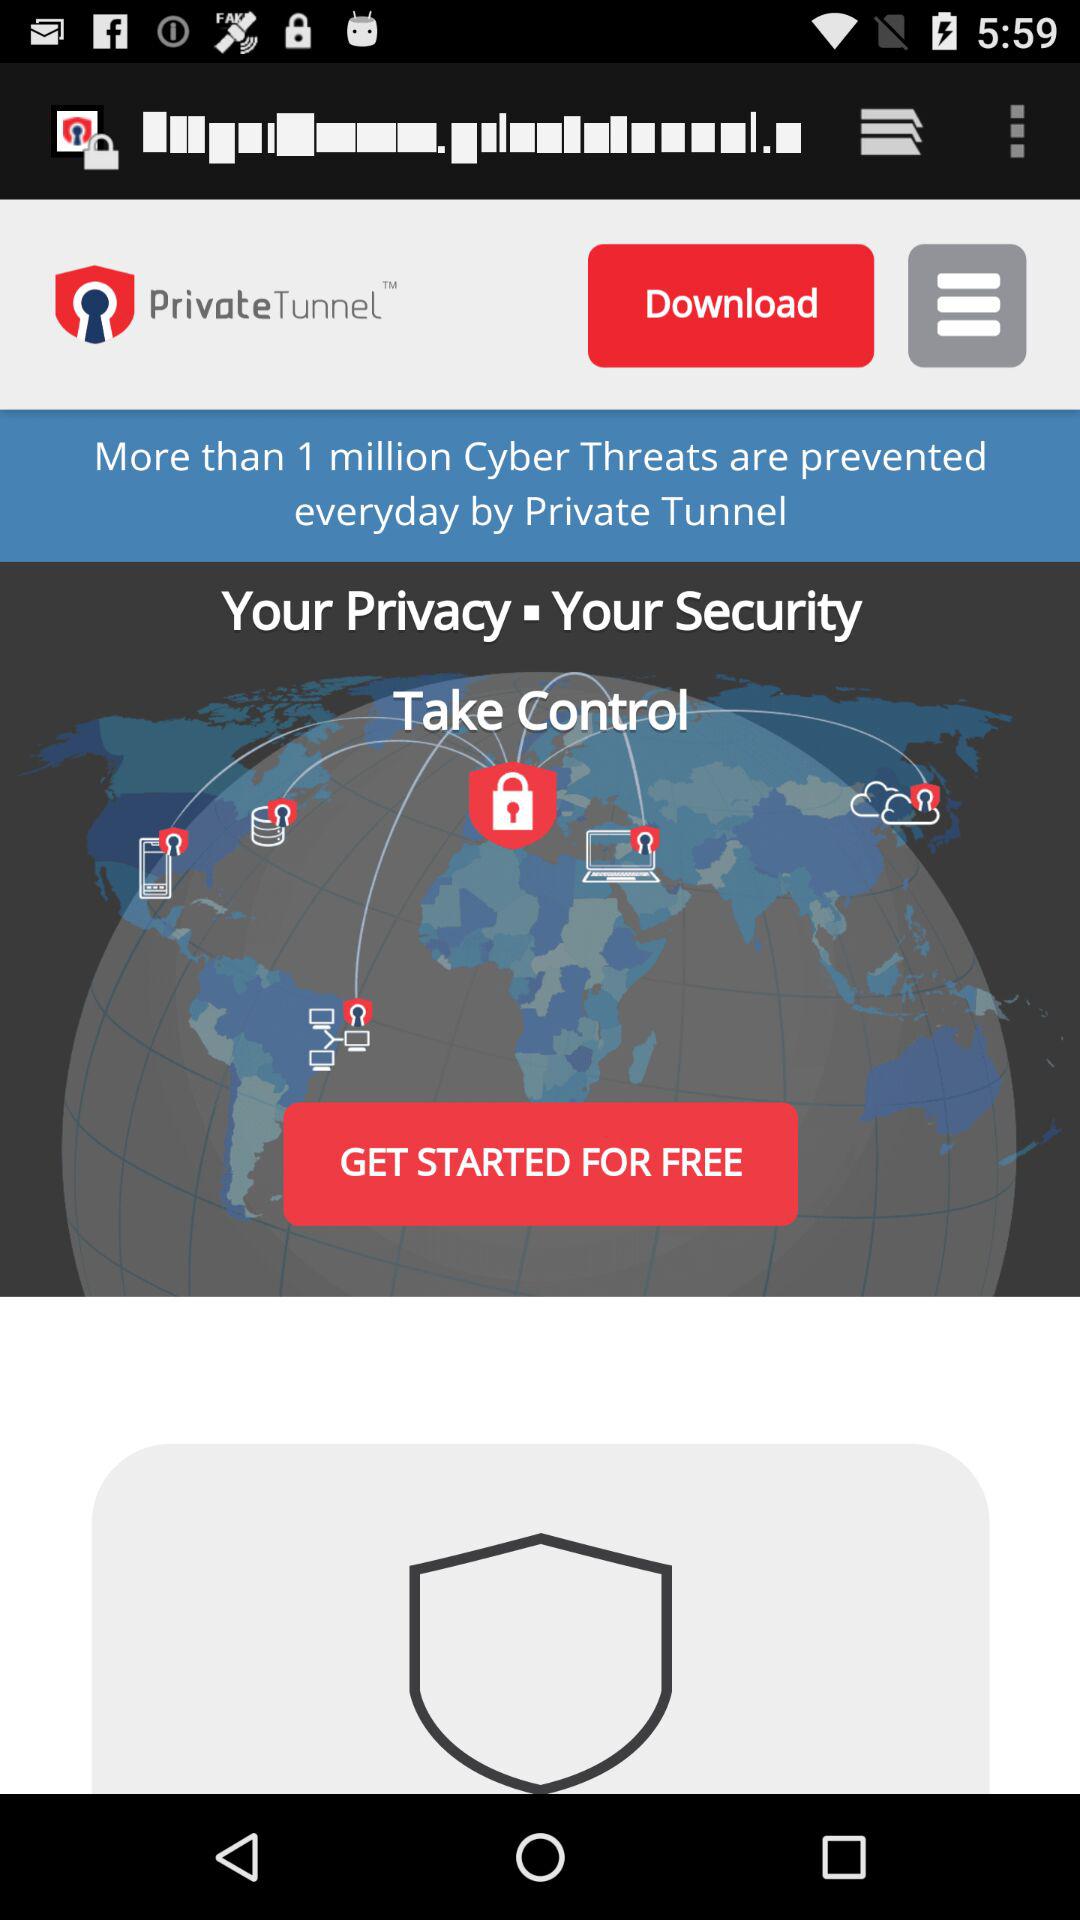 FAKE
5:59
PrivateTunnel™
Download
More than 1 million Cyber Threats are prevented
everyday by Private Tunnel
Your Privacy ▪ Your Security
Take Control
GET STARTED FOR FREE